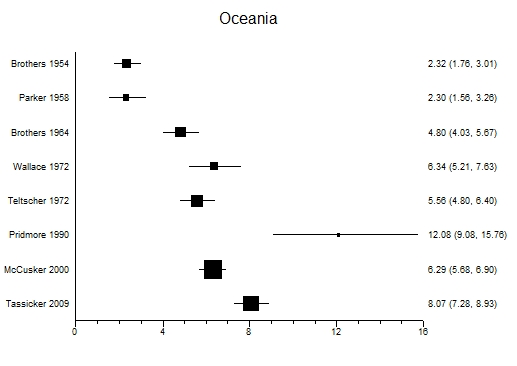 Oceania
Brothers 1954 2.32 (1.76, 3.01)
Parker 1958 2.30 (1.56, 3.26)
Brothers 1964 4.80 (4.03, 5.67)
Wallace 1972 6.34 (5.21, 7.63)
Teltscher 1972 5.56 (4.80, 6.40)
Pridmore 1990 12.08 (9.08, 15.76)
McCusker 2000 6.29 (5.68, 6.90)
Tassicker 2009 8.07 (7.28, 8.93)
0 4 8 12 16